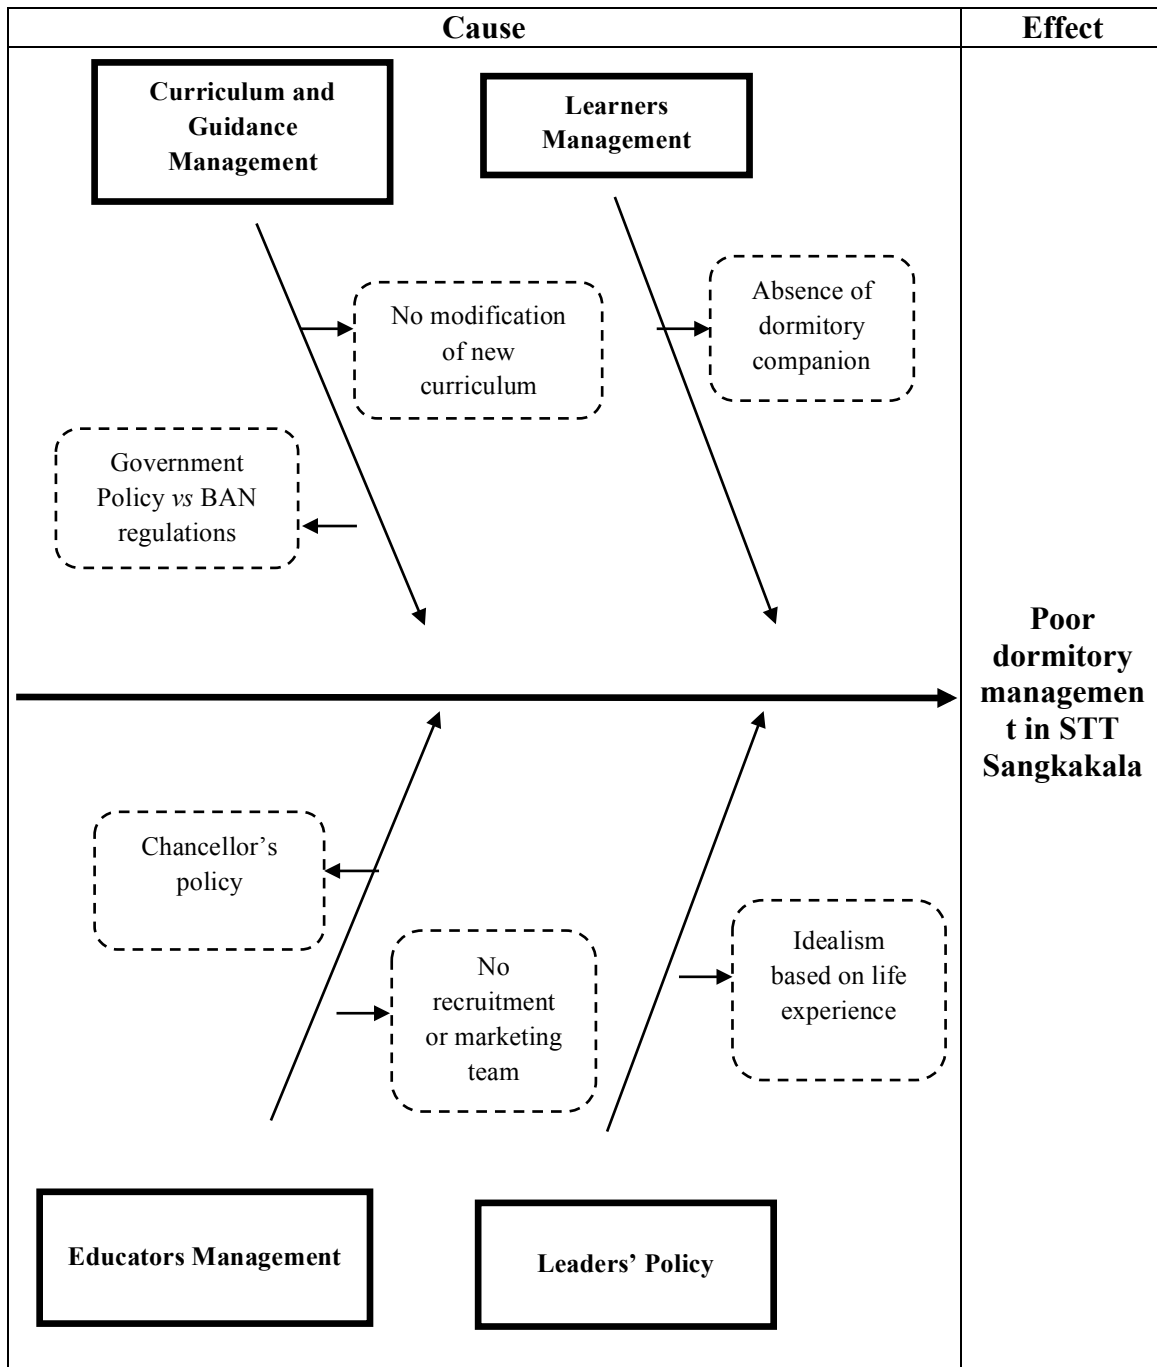 Cause
Effect
Curriculum and
Guidance
Management
Learners
Management
No modification
of new
curriculum
Absence of
dormitory
companion
Government
Policy vs BAN
regulations
Poor
dormitory
managemen
t in STT
Sangkakala
Chancellor’s
policy
No
recruitment
or marketing
team
Idealism
based on life
experience
Educators Management
Leaders’ Policy